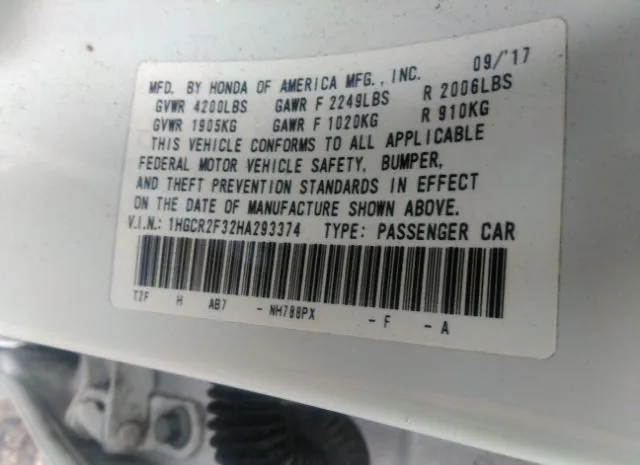 09/'17
MFD. BY HONDA OF AMERICA MFG., INC.
GVWR 4200LBS GAWR F 2249LBS R 2006LBS
GVWR 1905KG GAWR F 1020KG R 910KG
THIS VEHICLE CONFORMS TO ALL APPLICABLE
FEDERAL MOTOR VEHICLE SAFETY, BUMPER,
AND THEFT PREVENTION STANDARDS IN EFFECT
ON THE DATE OF MANUFACTURE SHOWN ABOVE.
V.I.N.: 1HGCR2F32HA293374 TYPE: PASSENGER CAR
T2F H AB7 - NH788PX - F - A